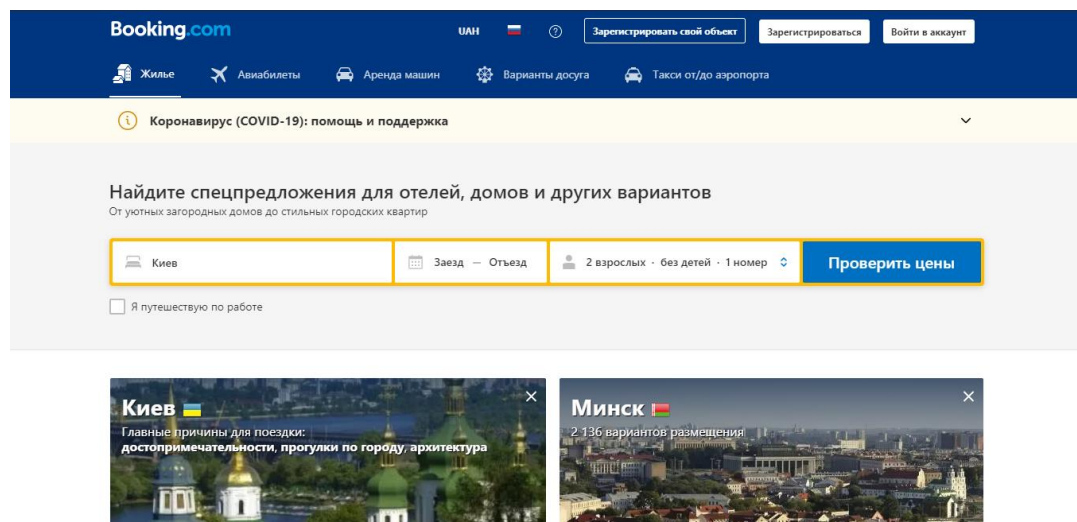 Booking.com
UAH
Зарегистрировать свой объект
Зарегистрироваться
Войти в аккаунт
Жилье
Авиабилеты
Аренда машин
Варианты досуга
Такси от/до аэропорта
Коронавирус (COVID-19): помощь и поддержка
Найдите спецпредложения для отелей, домов и других вариантов
От уютных загородных домов до стильных городских квартир
Киев
Заезд — Отъезд
2 взрослых · без детей · 1 номер
Проверить цены
Я путешествую по работе
Киев
Главные причины для поездки:
достопримечательности, прогулки по городу, архитектура
Минск
2 136 вариантов размещения